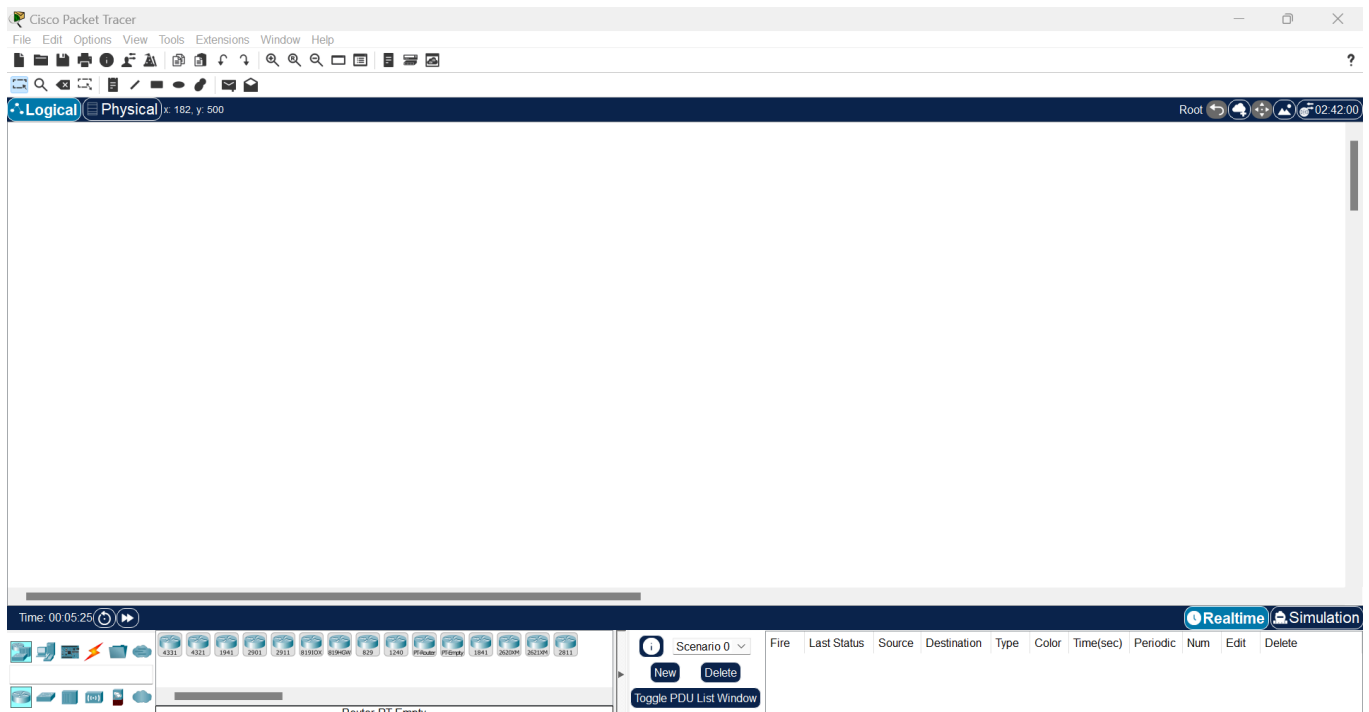 Cisco Packet Tracer
File Edit Options View Tools Extensions Window Help
?
Logical Physical x: 182, y: 500 Root 02:42:00
Time: 00:05:25 Realtime Simulation
4331 4321 1941 2901 2911 819IOX 819HGW 829 1240 PT-Router PT-Empty 1841 2620XM 2621XM 2811
Scenario 0 Fire Last Status Source Destination Type Color Time(sec) Periodic Num Edit Delete
New Delete
Toggle PDU List Window
Router-PT-Empty